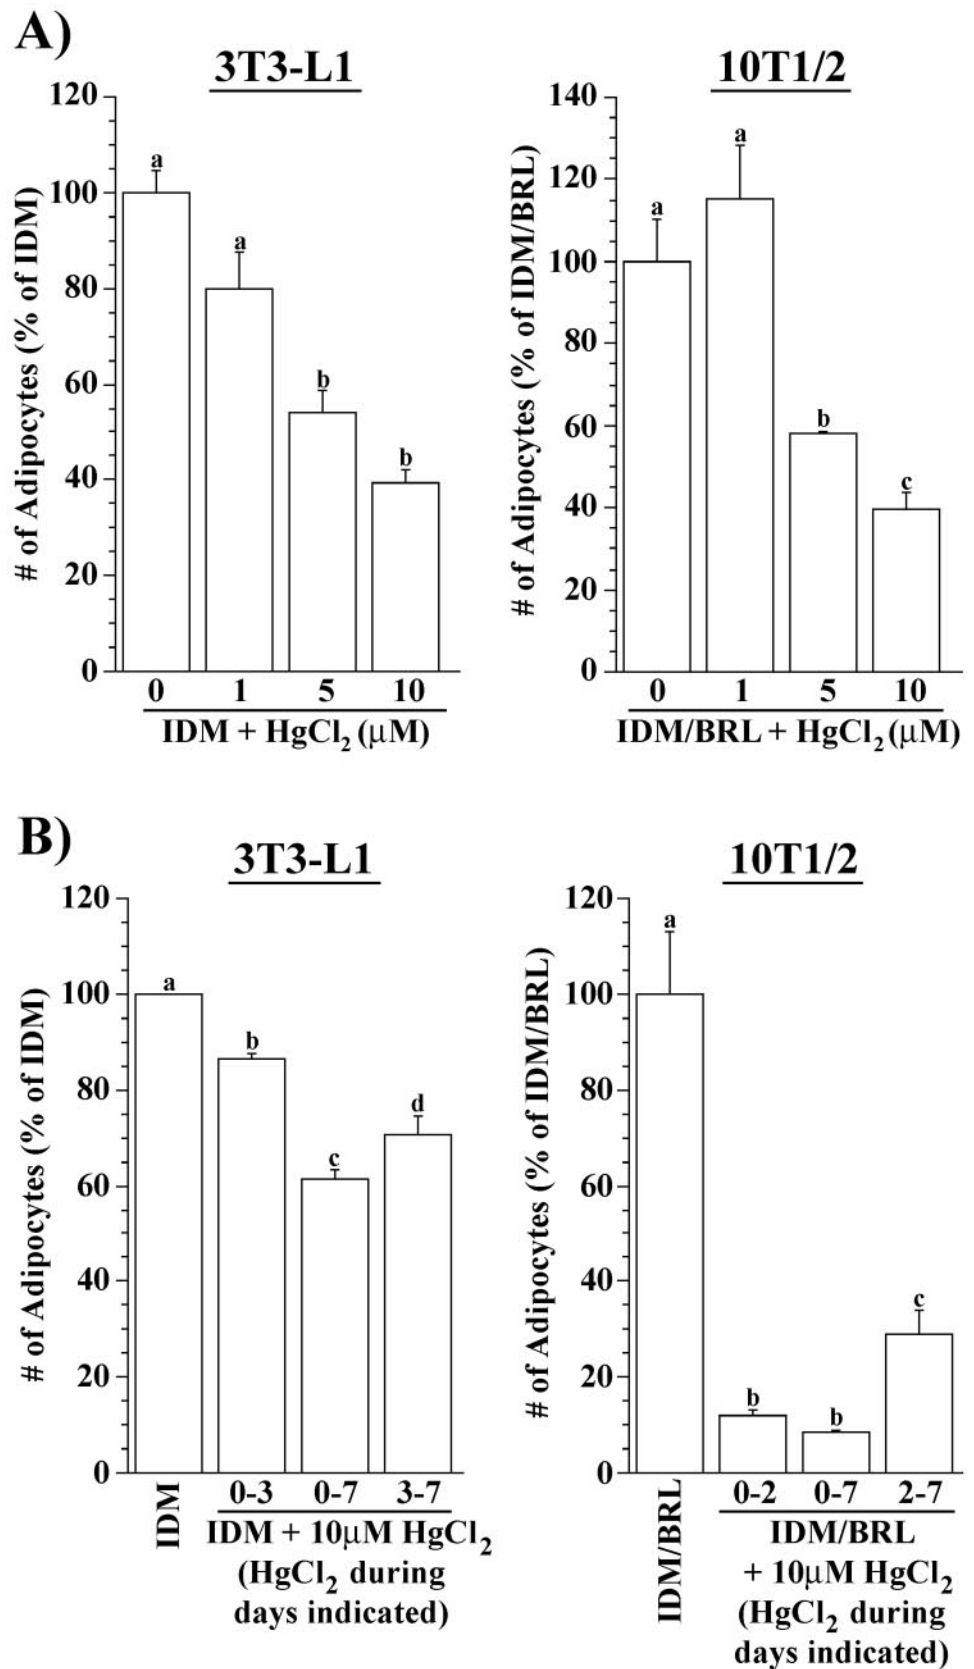 A)
3T3-L1
120
100
80
60
40
20
0
# of Adipocytes (% of IDM)
a
a
b
b
0 1 5 10
IDM + HgCl2 (μM)
10T1/2
140
120
100
80
60
40
20
0
# of Adipocytes (% of IDM/BRL)
a
a
b
c
0 1 5 10
IDM/BRL + HgCl2 (μM)
B)
3T3-L1
120
100
80
60
40
20
0
# of Adipocytes (% of IDM)
a
b
c
d
IDM
0-3 0-7 3-7
IDM + 10μM HgCl2
(HgCl2 during
days indicated)
10T1/2
120
100
80
60
40
20
0
# of Adipocytes (% of IDM/BRL)
a
b
b
c
IDM/BRL
0-2 0-7 2-7
IDM/BRL
+ 10μM HgCl2
(HgCl2 during
days indicated)